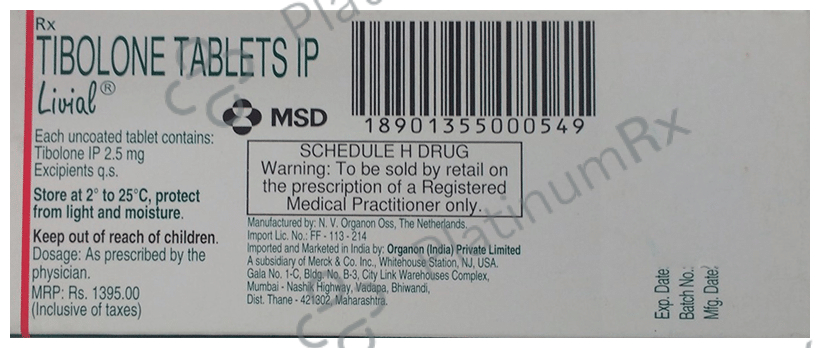 Rx
TIBOLONE TABLETS IP
Livial®
Each uncoated tablet contains:
Tibolone IP 2.5 mg
Excipients q.s.
Store at 2° to 25°C, protect
from light and moisture.
Keep out of reach of children.
Dosage: As prescribed by the
physician.
MRP: Rs. 1395.00
(Inclusive of taxes)
MSD
18901355000549
SCHEDULE H DRUG
Warning: To be sold by retail on
the prescription of a Registered
Medical Practitioner only.
Manufactured by: N. V. Organon Oss, The Netherlands.
Import Lic. No.: FF - 113 - 214
Imported and Marketed in India by: Organon (India) Private Limited
A subsidiary of Merck & Co. Inc., Whitehouse Station, NJ, USA.
Gala No. 1-C, Bldg. No. B-3, City Link Warehouses Complex,
Mumbai - Nashik Highway, Vadapa, Bhiwandi,
Dist. Thane - 421302, Maharashtra.
Exp. Date
Batch No.:
Mfg. Date:
PlatinumRx